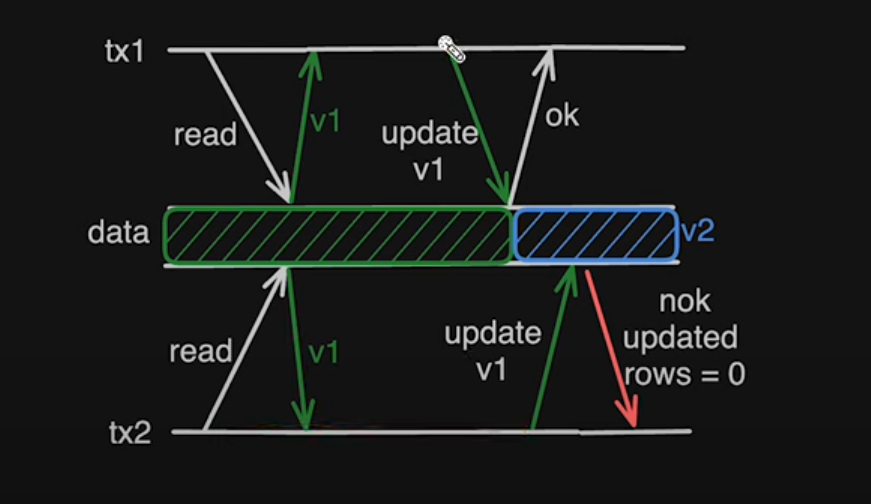 tx1
read
v1
update
v1
ok
data
v2
read
v1
update
v1
nok
updated
rows = 0
tx2